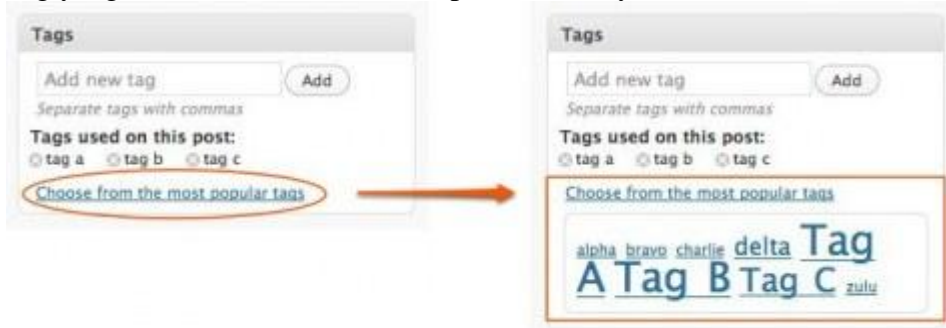 Tags
Add new tag
Add
Separate tags with commas
Tags used on this post:
tag a tag b tag c
Choose from the most popular tags
Tags
Add new tag
Add
Separate tags with commas
Tags used on this post:
tag a tag b tag c
Choose from the most popular tags
alpha bravo charlie delta Tag
A Tag B Tag C zulu